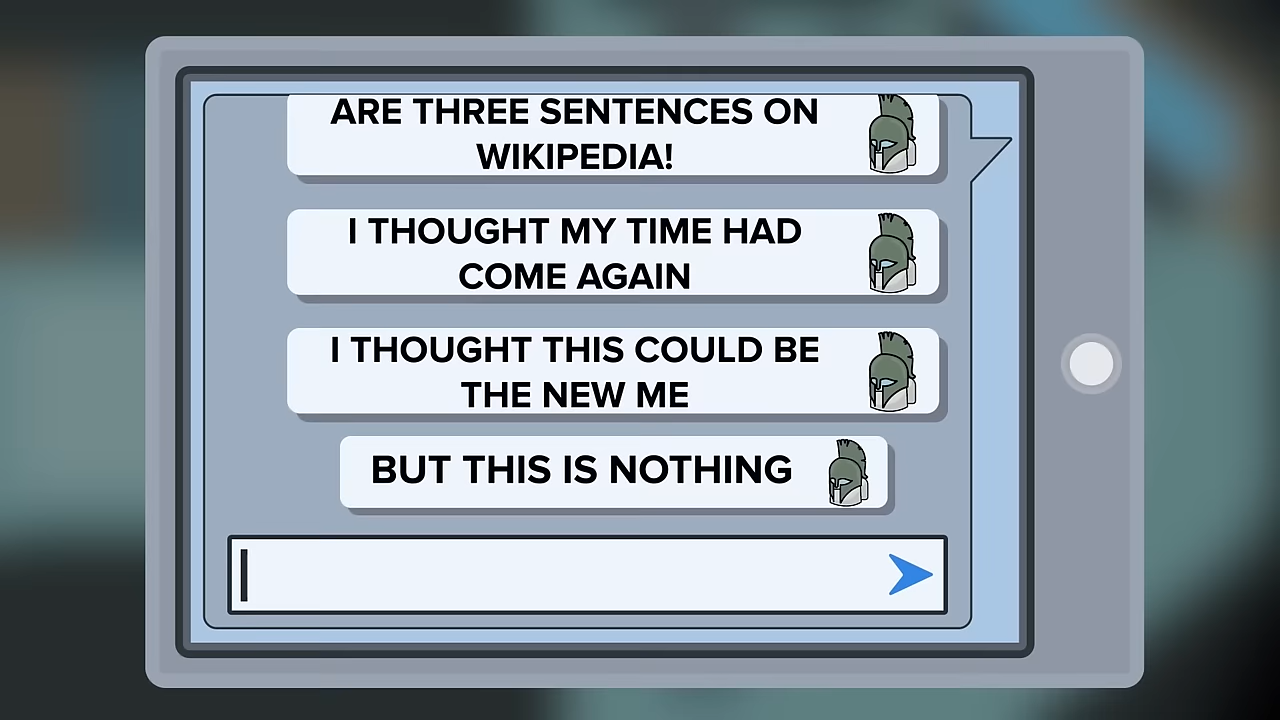 ARE THREE SENTENCES ON
WIKIPEDIA!
I THOUGHT MY TIME HAD
COME AGAIN
I THOUGHT THIS COULD BE
THE NEW ME
BUT THIS IS NOTHING